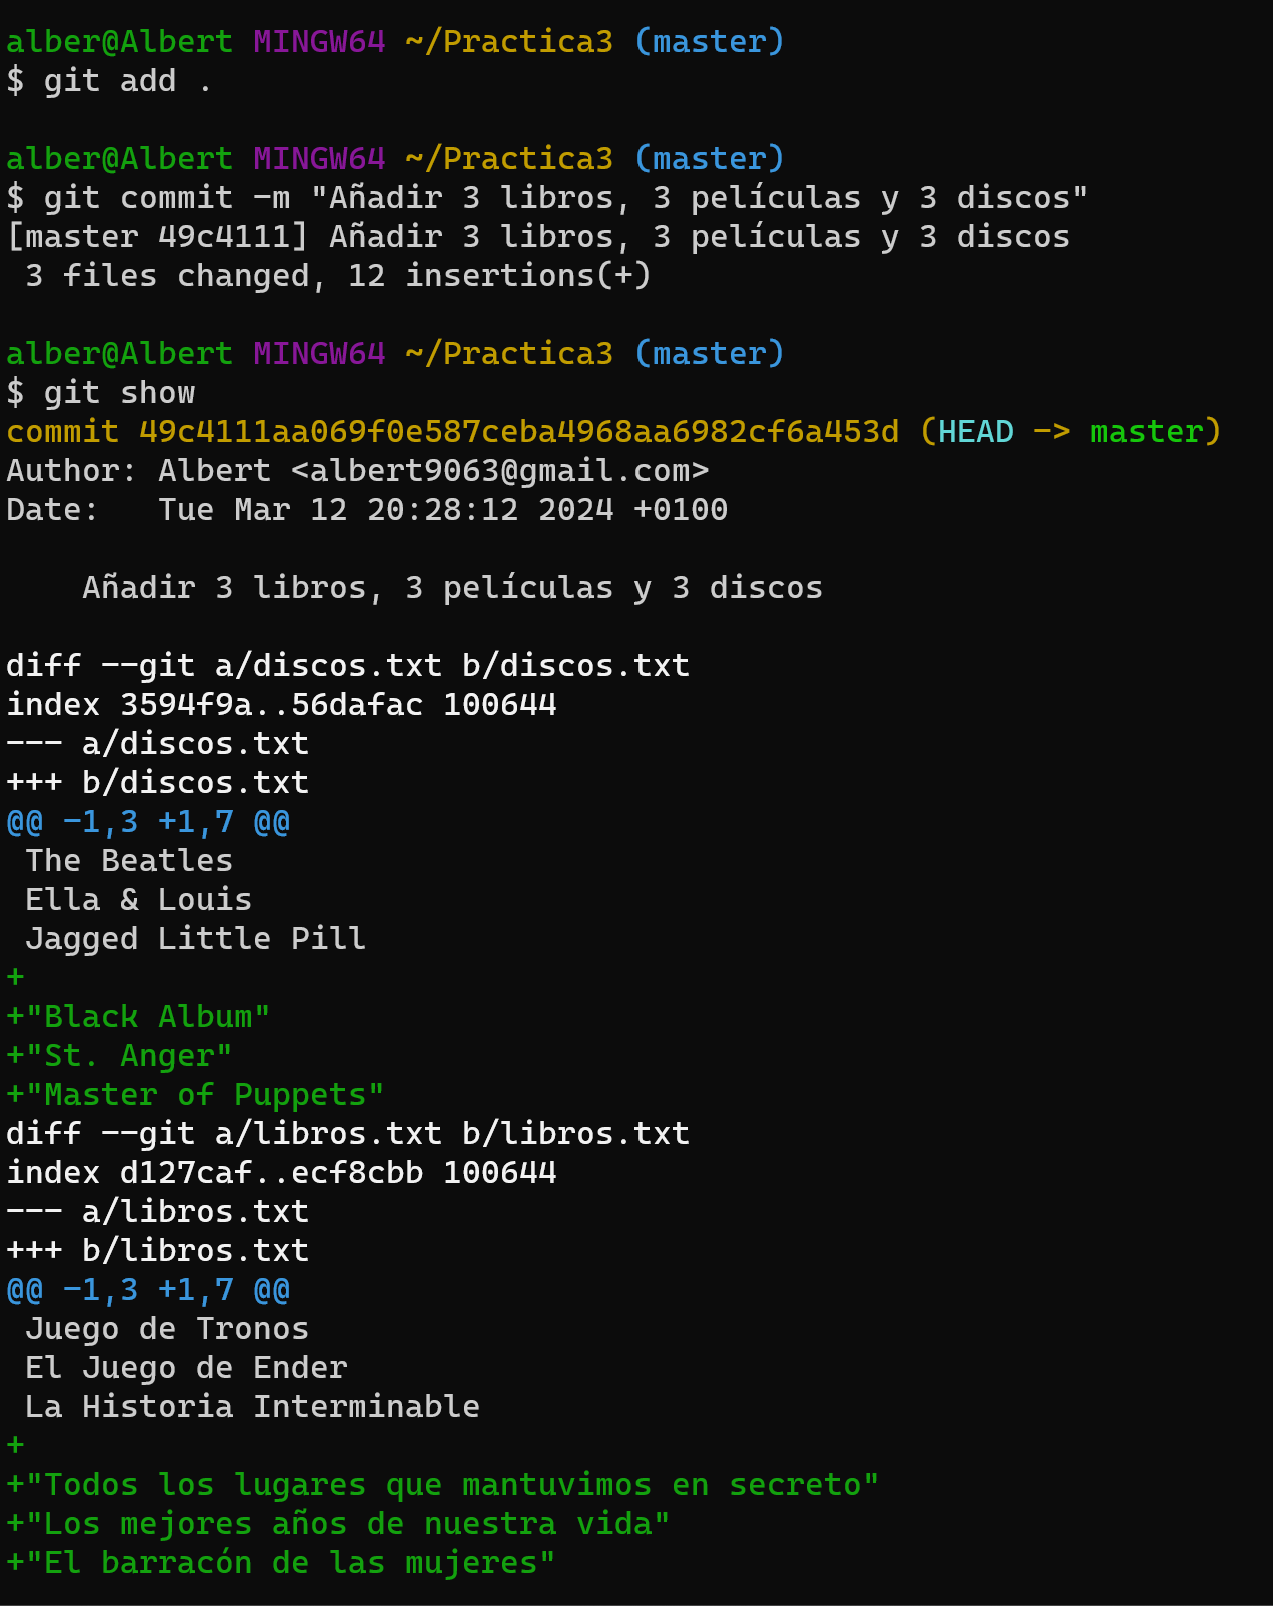 alber@Albert MINGW64 ~/Practica3 (master)
$ git add .
alber@Albert MINGW64 ~/Practica3 (master)
$ git commit -m "Añadir 3 libros, 3 películas y 3 discos"
[master 49c4111] Añadir 3 libros, 3 películas y 3 discos
 3 files changed, 12 insertions(+)
alber@Albert MINGW64 ~/Practica3 (master)
$ git show
commit 49c4111aa069f0e587ceba4968aa6982cf6a453d (HEAD -> master)
Author: Albert <albert9063@gmail.com>
Date:   Tue Mar 12 20:28:12 2024 +0100
    Añadir 3 libros, 3 películas y 3 discos
diff --git a/discos.txt b/discos.txt
index 3594f9a..56dafac 100644
--- a/discos.txt
+++ b/discos.txt
@@ -1,3 +1,7 @@
 The Beatles
 Ella & Louis
 Jagged Little Pill
+
+"Black Album"
+"St. Anger"
+"Master of Puppets"
diff --git a/libros.txt b/libros.txt
index d127caf..ecf8cbb 100644
--- a/libros.txt
+++ b/libros.txt
@@ -1,3 +1,7 @@
 Juego de Tronos
 El Juego de Ender
 La Historia Interminable
+
+"Todos los lugares que mantuvimos en secreto"
+"Los mejores años de nuestra vida"
+"El barracón de las mujeres"